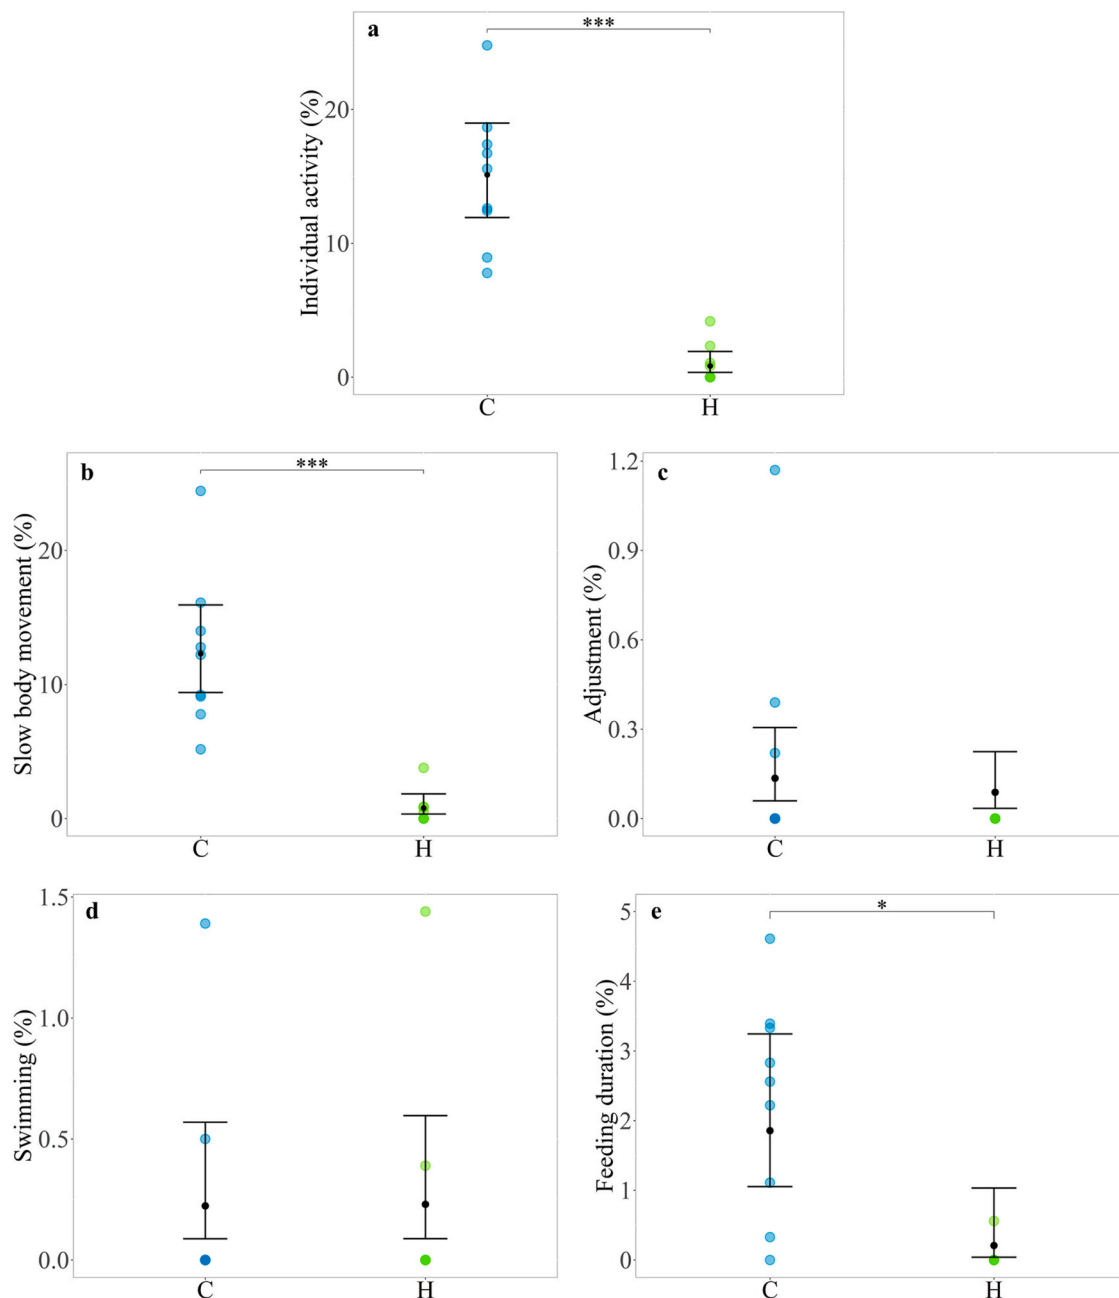 a
***
Individual activity (%)
20
10
0
C H
b
***
Slow body movement (%)
20
10
0
C H
c
Adjustment (%)
1.2
0.9
0.6
0.3
0.0
C H
d
Swimming (%)
1.5
1.0
0.5
0.0
C H
e
*
Feeding duration (%)
5
4
3
2
1
0
C H